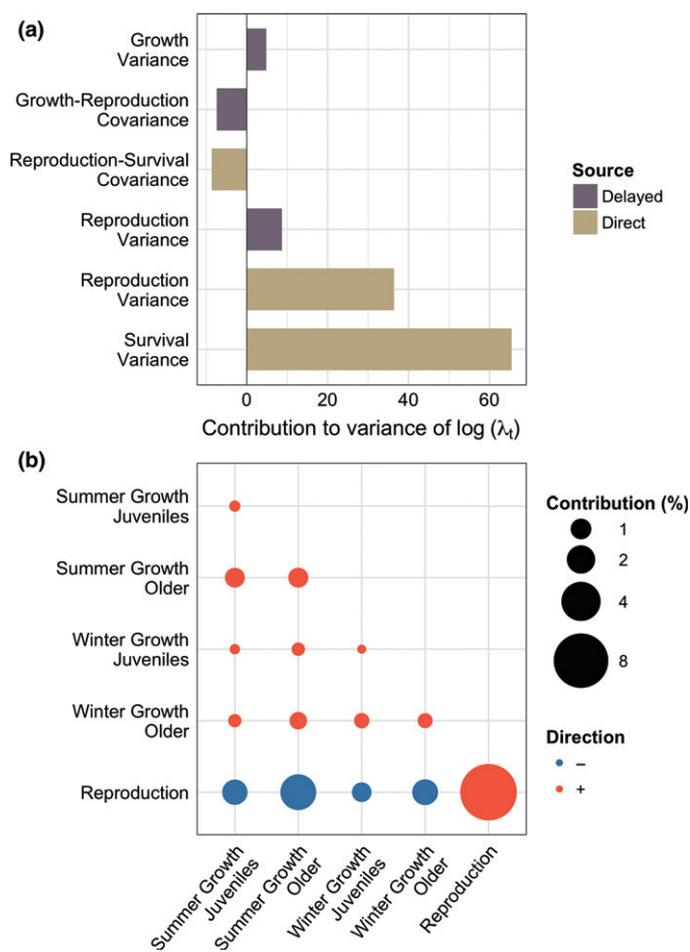 (a)
Growth
Variance
Growth-Reproduction
Covariance
Reproduction-Survival
Covariance
Reproduction
Variance
Reproduction
Variance
Survival
Variance
0 20 40 60
Contribution to variance of log (λt)
Source
Delayed
Direct
(b)
Summer Growth
Juveniles
Summer Growth
Older
Winter Growth
Juveniles
Winter Growth
Older
Reproduction
Summer Growth
Juveniles
Summer Growth
Older
Winter Growth
Juveniles
Winter Growth
Older
Reproduction
Contribution (%)
1
2
4
8
Direction
–
+